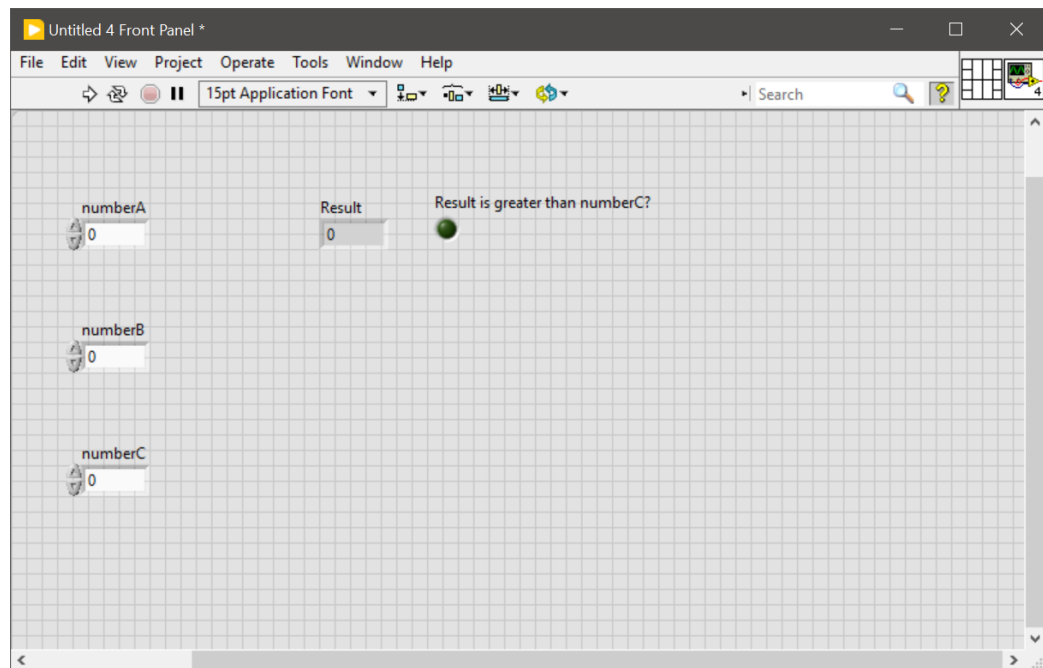 Untitled 4 Front Panel *
File Edit View Project Operate Tools Window Help
15pt Application Font
Search
?
4
numberA
0
Result
0
Result is greater than numberC?
numberB
0
numberC
0